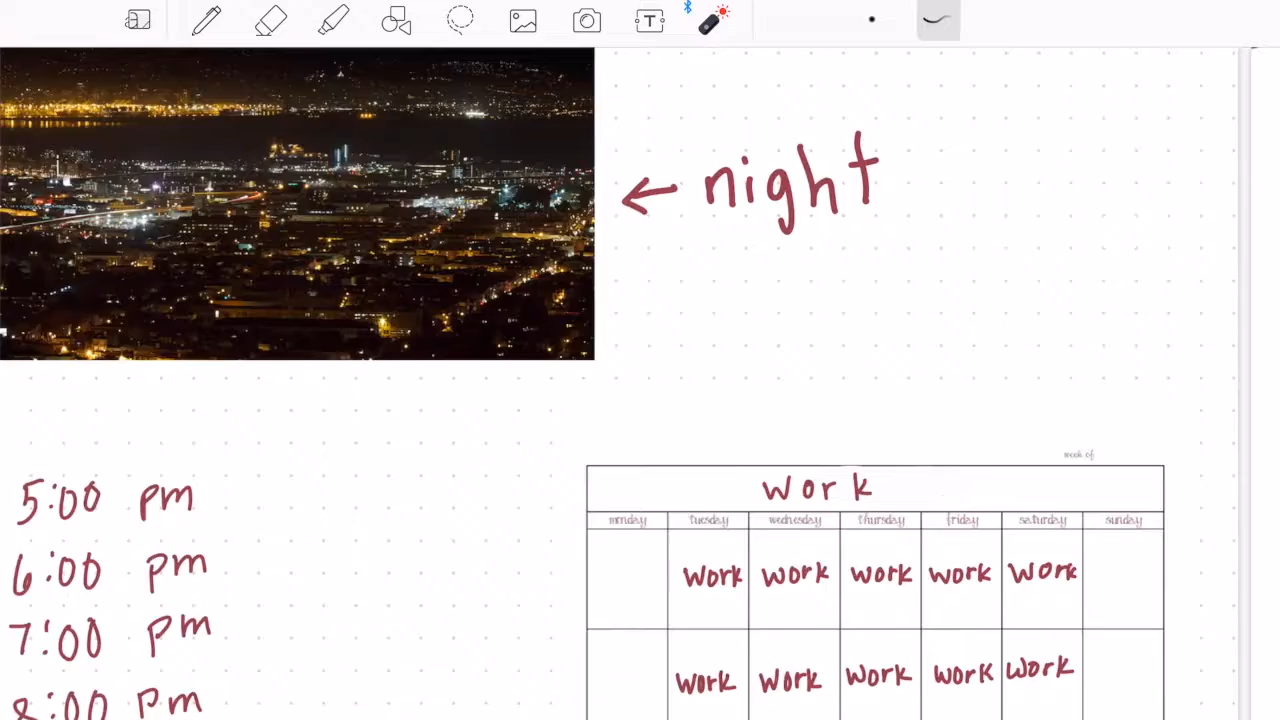 night
week of
work
monday tuesday wednesday thursday friday saturday sunday
work work work work work
work work work work work
5:00 pm
6:00 pm
7:00 pm
8:00 pm